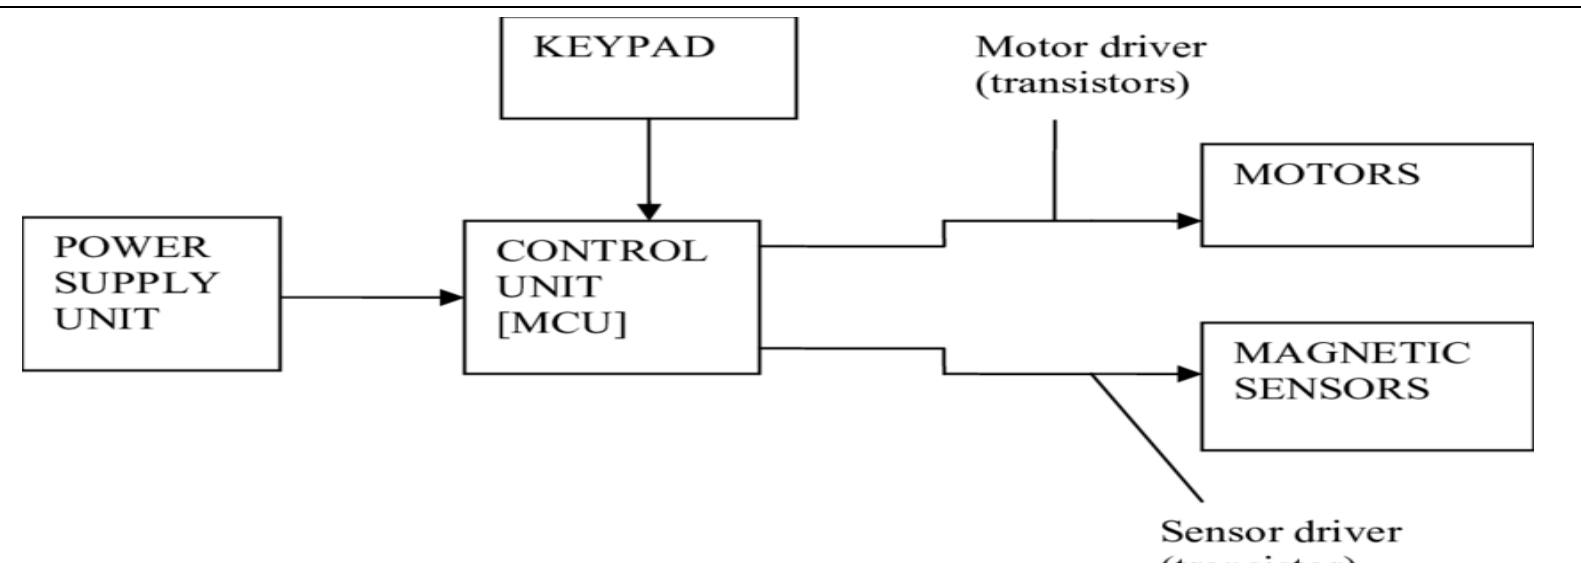 KEYPAD
Motor driver
(transistors)
MOTORS
POWER
SUPPLY
UNIT
CONTROL
UNIT
[MCU]
MAGNETIC
SENSORS
Sensor driver